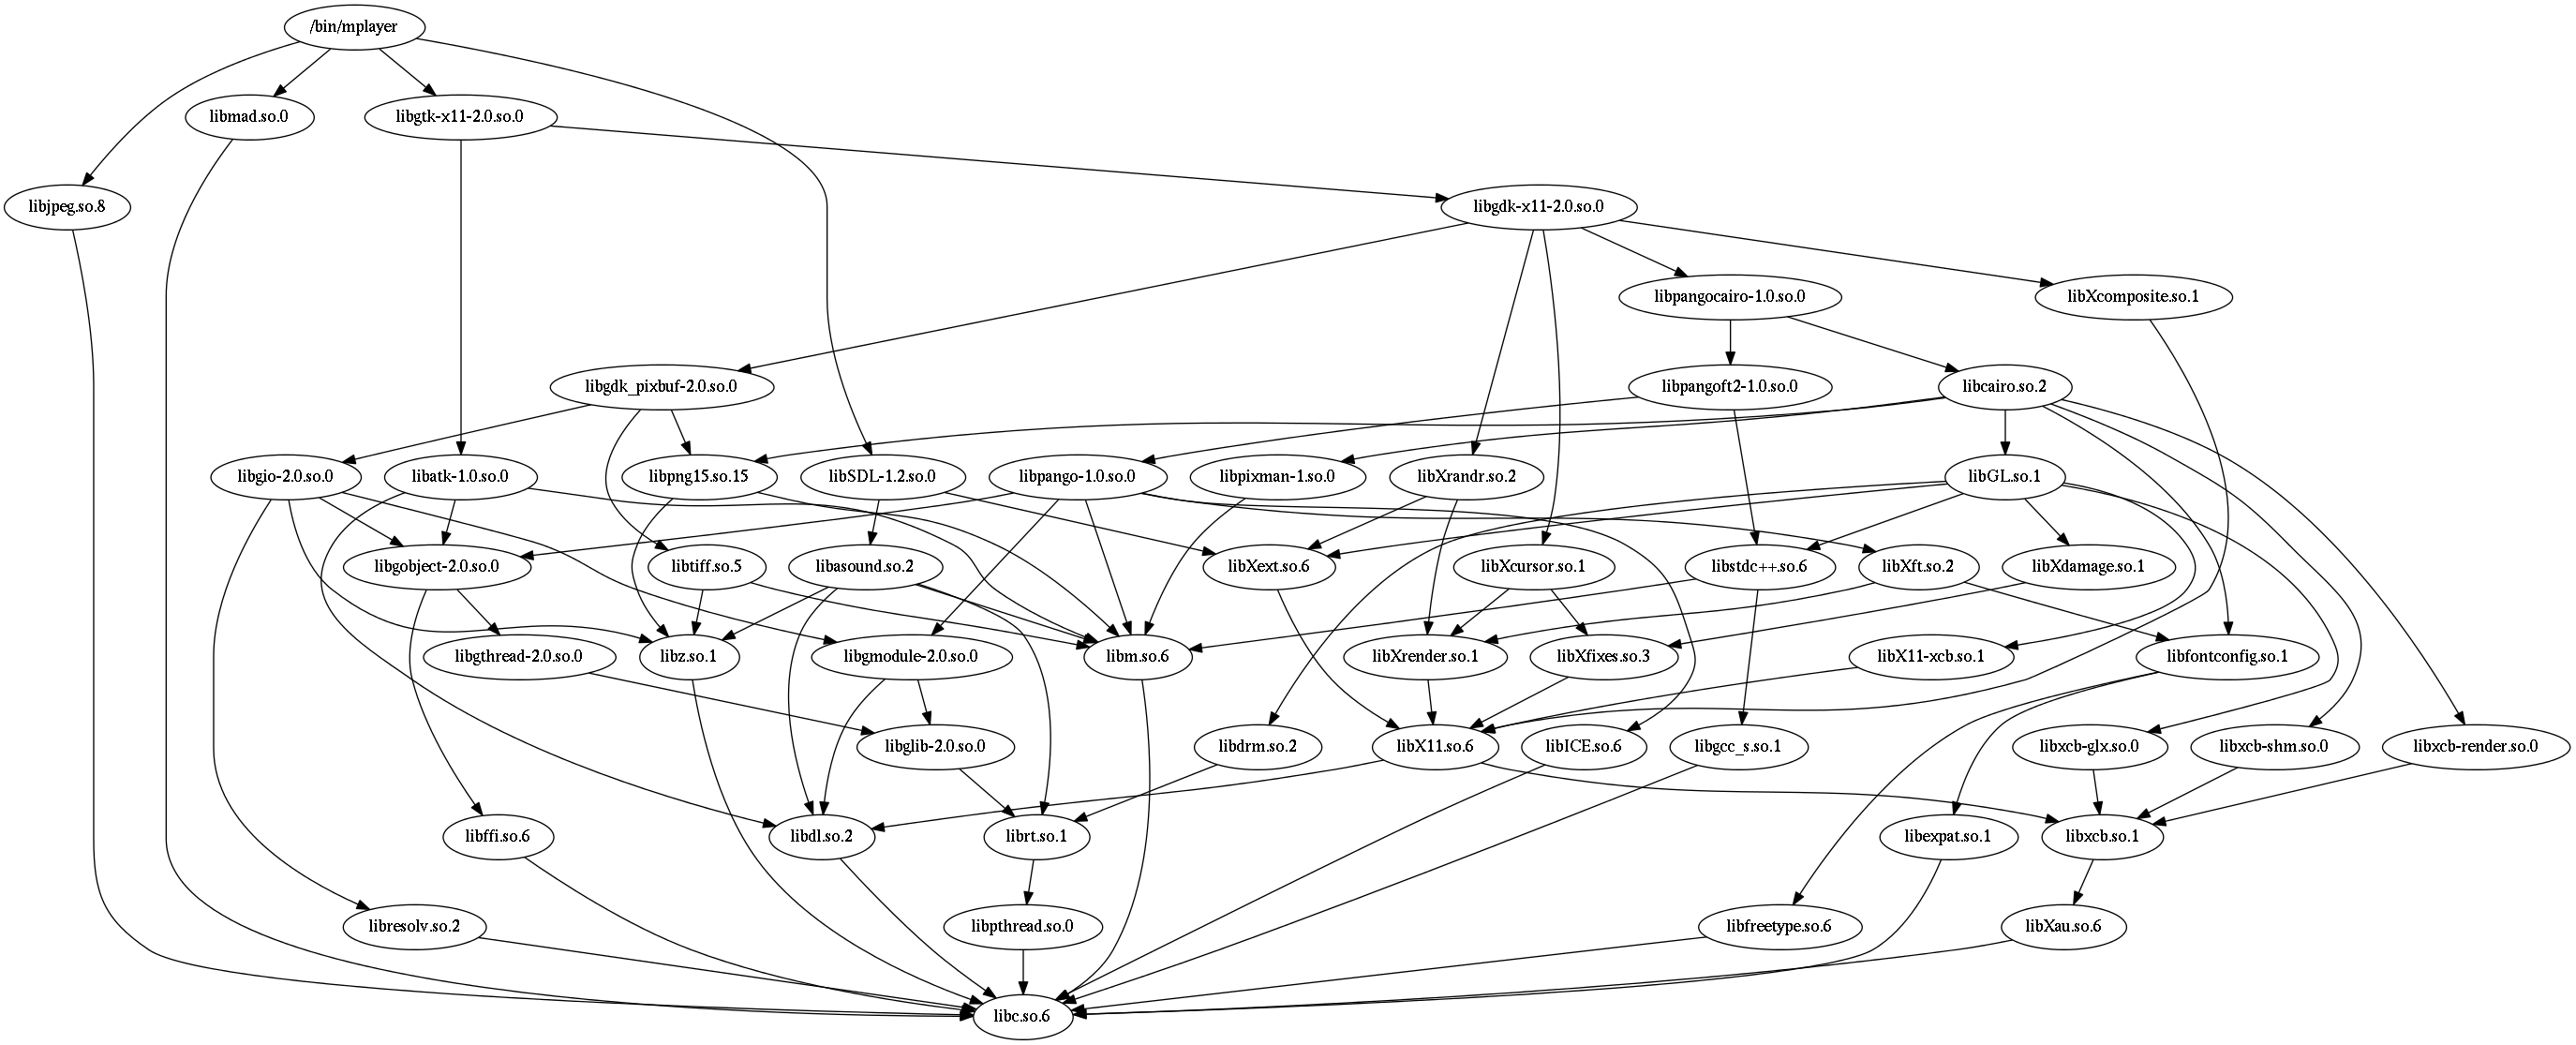 /bin/mplayer
libmad.so.0
libgtk-x11-2.0.so.0
libjpeg.so.8
libgdk-x11-2.0.so.0
libpangocairo-1.0.so.0
libXcomposite.so.1
libgdk_pixbuf-2.0.so.0
libpangoft2-1.0.so.0
libcairo.so.2
libgio-2.0.so.0
libatk-1.0.so.0
libpng15.so.15
libSDL-1.2.so.0
libpango-1.0.so.0
libpixman-1.so.0
libXrandr.so.2
libGL.so.1
libgobject-2.0.so.0
libtiff.so.5
libasound.so.2
libXext.so.6
libXcursor.so.1
libstdc++.so.6
libXft.so.2
libXdamage.so.1
libgthread-2.0.so.0
libz.so.1
libgmodule-2.0.so.0
libm.so.6
libXrender.so.1
libXfixes.so.3
libX11-xcb.so.1
libfontconfig.so.1
libglib-2.0.so.0
libdrm.so.2
libX11.so.6
libICE.so.6
libgcc_s.so.1
libxcb-glx.so.0
libxcb-shm.so.0
libxcb-render.so.0
libffi.so.6
libdl.so.2
librt.so.1
libexpat.so.1
libxcb.so.1
libresolv.so.2
libpthread.so.0
libfreetype.so.6
libXau.so.6
libc.so.6